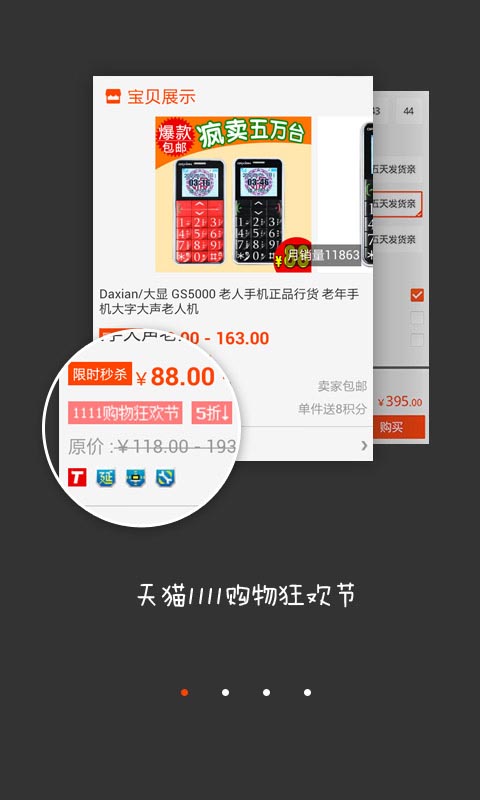 宝贝展示
爆款
包邮
疯卖五万台
¥88
月销量11863
Daxian/大显 GS5000 老人手机正品行货 老年手
机大字大声老人机
.00 - 163.00
限时秒杀
¥88.00
1111购物狂欢节 5折↓
原价:¥118.00 - 193
T 延
卖家包邮
单件送8积分
43 44
五天发货亲
五天发货亲
五天发货亲
¥395.00
购买
天猫1111购物狂欢节